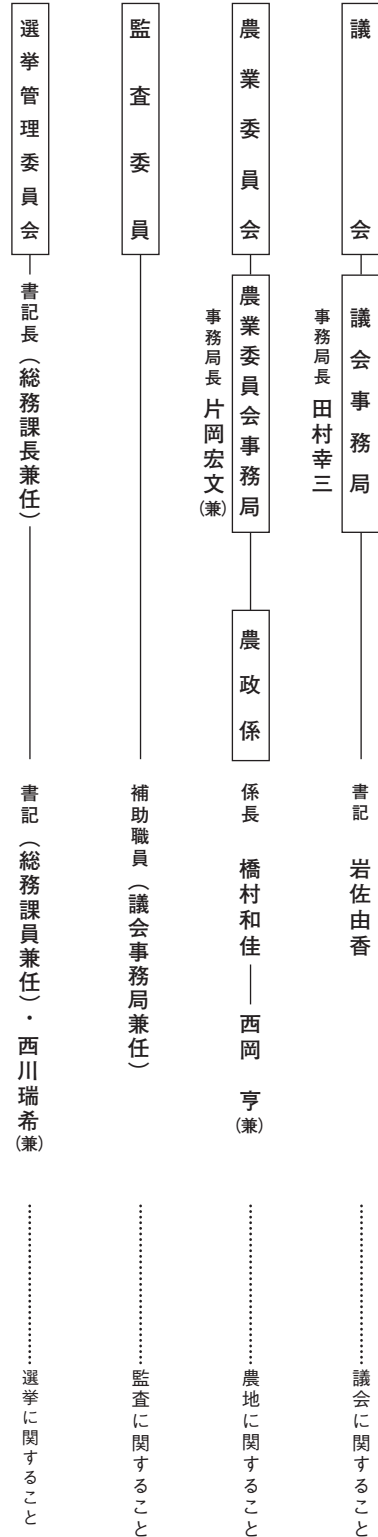 議会
議会事務局
事務局長 田村幸三
書記 岩佐由香
議会に関すること
農業委員会
農業委員会事務局
事務局長 片岡宏文(兼)
農政係
係長 橋村和佳 西岡 亨(兼)
農地に関すること
監査委員
補助職員(議会事務局兼任)
監査に関すること
選挙管理委員会
書記長(総務課長兼任)
書記(総務課員兼任)・西川瑞希(兼)
選挙に関すること